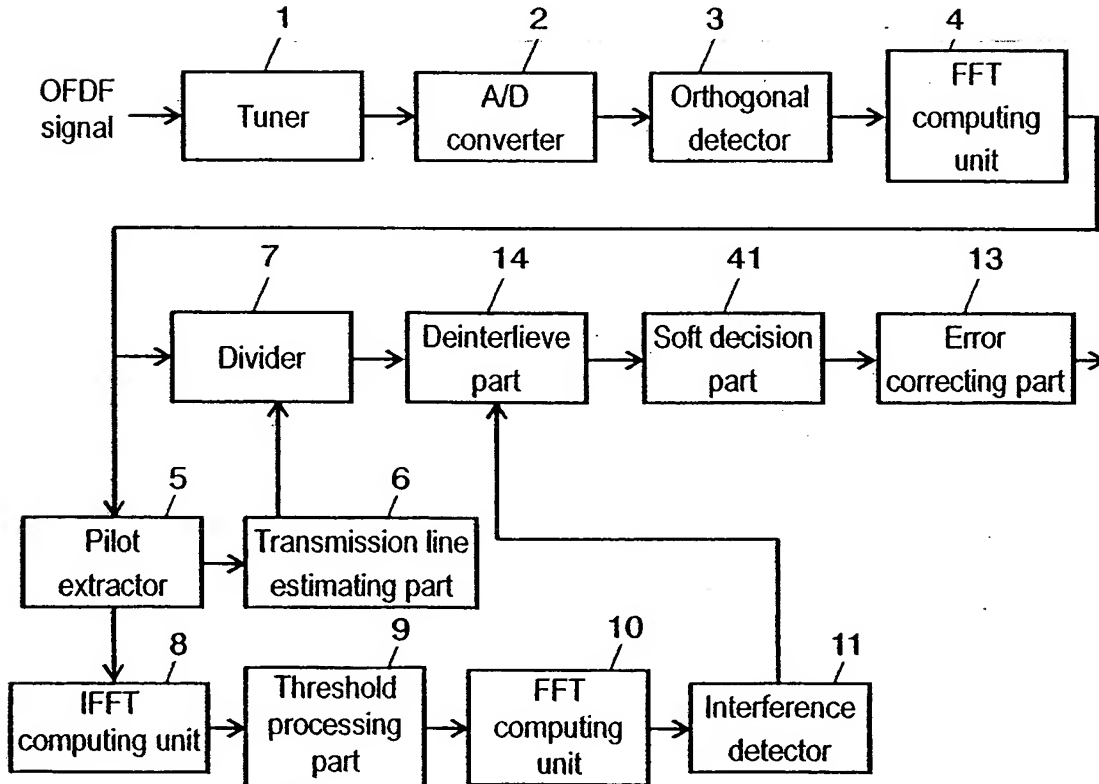 1
2
3
4
OFDF
signal
Tuner
A/D
converter
Orthogonal
detector
FFT
computing
unit
7
14
41
13
Divider
Deinterlieve
part
Soft decision
part
Error
correcting part
5
6
Pilot
extractor
Transmission line
estimating part
8
9
10
11
IFFT
computing unit
Threshold
processing
part
FFT
computing
unit
Interference
detector